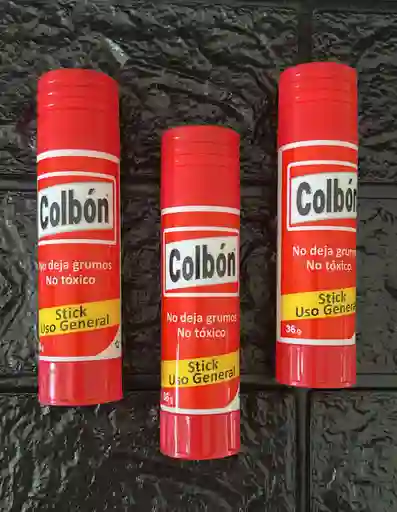 Colbón
No deja grumos
No tóxico
Stick
Uso General
Colbón
No deja grumos
No tóxico
Stick
Uso General
36g
Colbón
No deja grumos
No tóxico
Stick
Uso General
36g